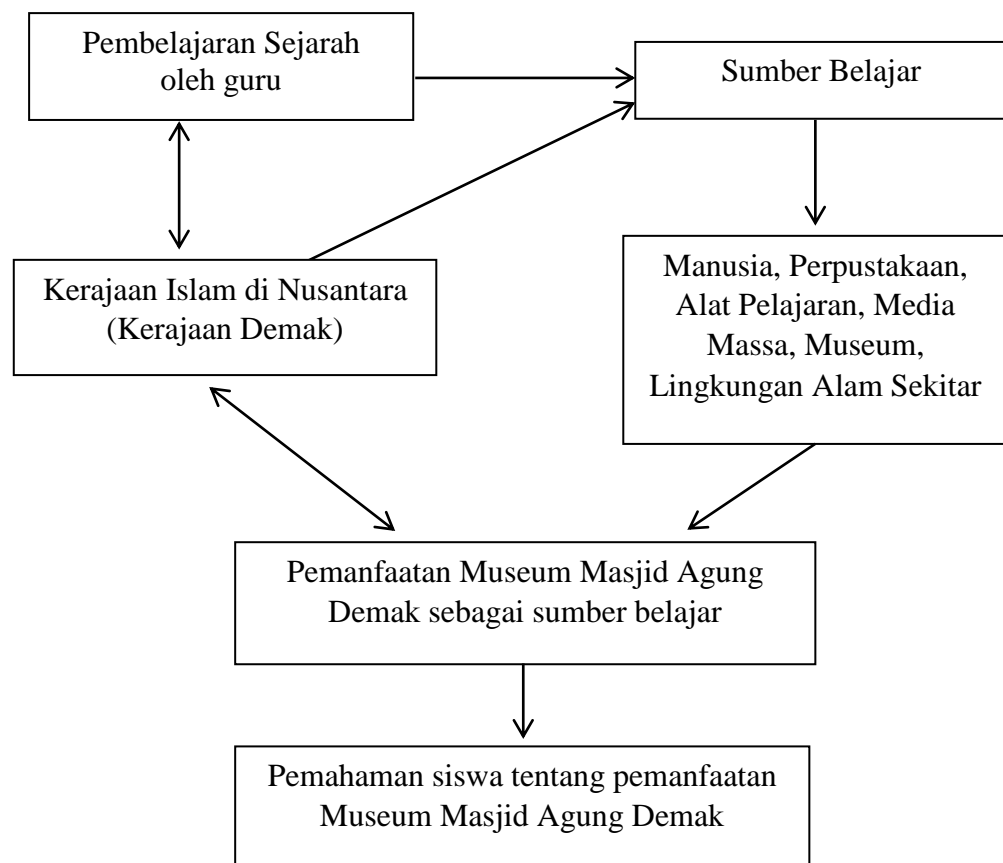 Pembelajaran Sejarah
oleh guru
Sumber Belajar
Kerajaan Islam di Nusantara
(Kerajaan Demak)
Manusia, Perpustakaan,
Alat Pelajaran, Media
Massa, Museum,
Lingkungan Alam Sekitar
Pemanfaatan Museum Masjid Agung
Demak sebagai sumber belajar
Pemahaman siswa tentang pemanfaatan
Museum Masjid Agung Demak